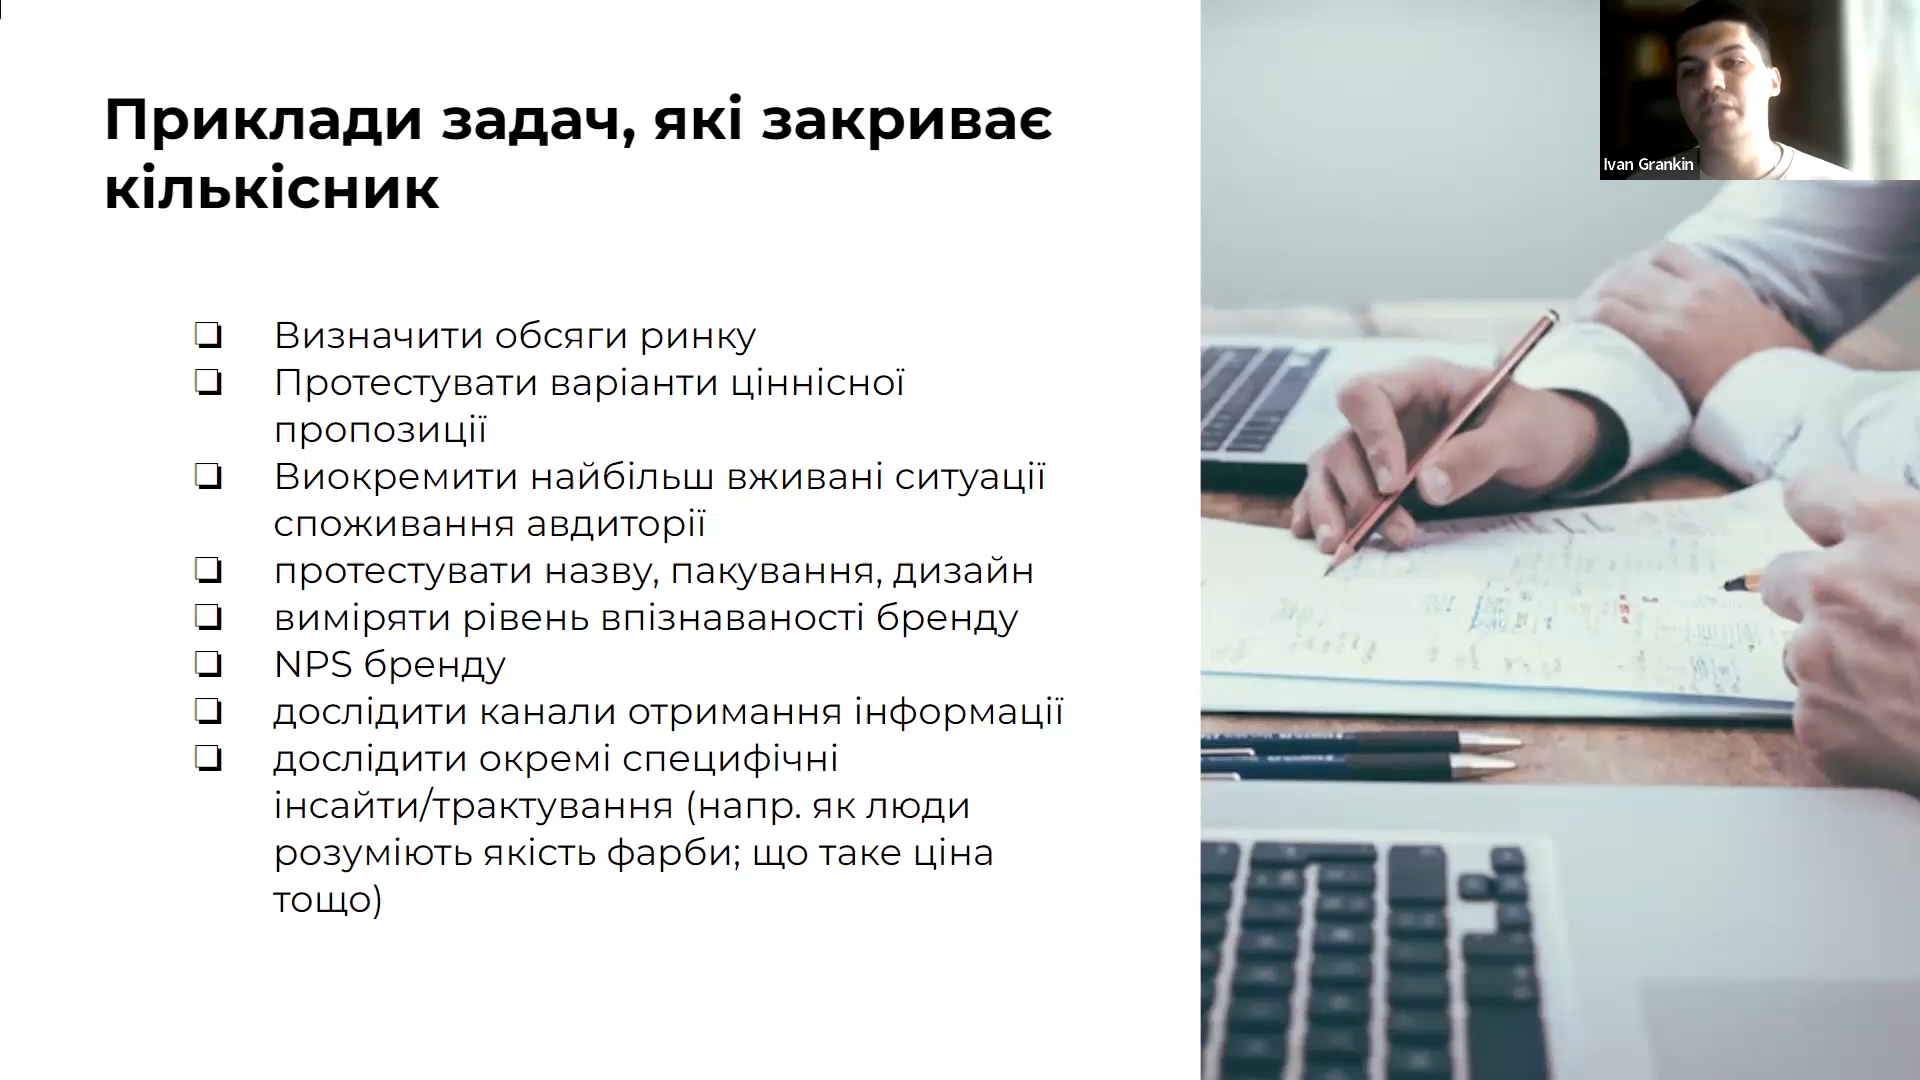 Приклади задач, які закриває
кількісник
Визначити обсяги ринку
Протестувати варіанти ціннісної
пропозиції
Виокремити найбільш вживані ситуації
споживання авдиторії
протестувати назву, пакування, дизайн
виміряти рівень впізнаваності бренду
NPS бренду
дослідити канали отримання інформації
дослідити окремі специфічні
інсайти/трактування (напр. як люди
розуміють якість фарби; що таке ціна
тощо)
Ivan Grankin